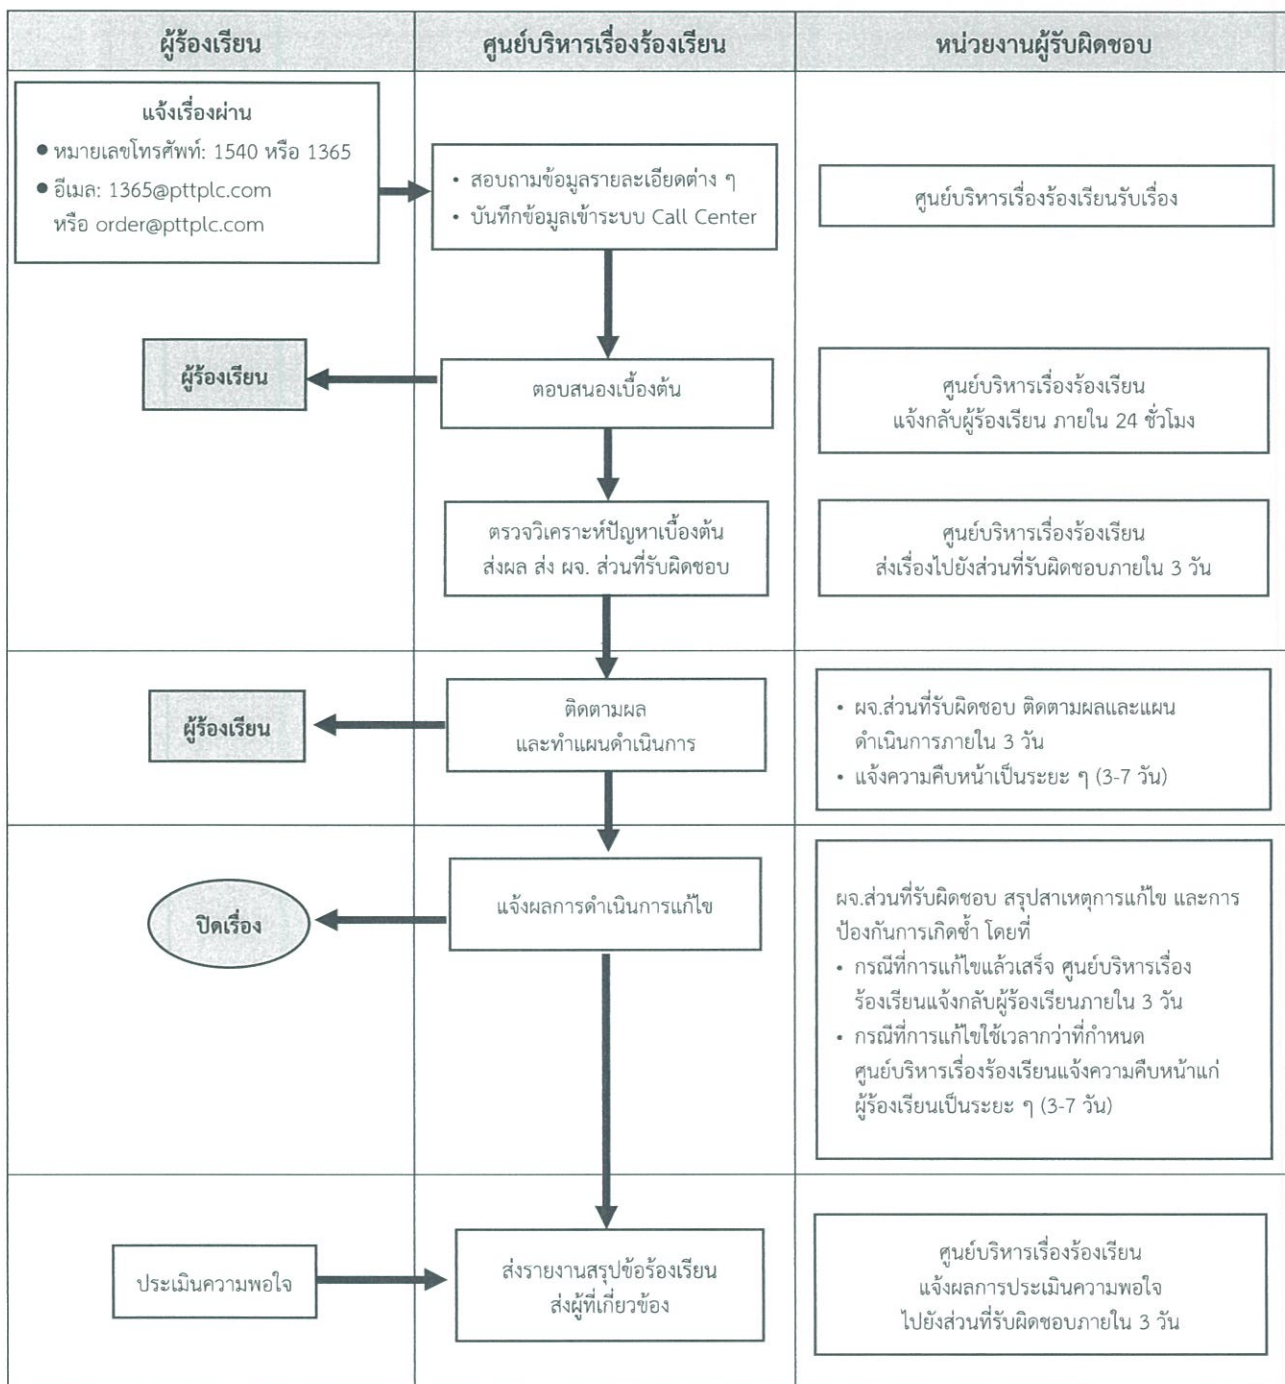 ผู้ร้องเรียน
ศูนย์บริหารเรื่องร้องเรียน
หน่วยงานผู้รับผิดชอบ
แจ้งเรื่องผ่าน
● หมายเลขโทรศัพท์: 1540 หรือ 1365
● อีเมล: 1365@pttplc.com
หรือ order@pttplc.com
• สอบถามข้อมูลรายละเอียดต่าง ๆ
• บันทึกข้อมูลเข้าระบบ Call Center
ศูนย์บริหารเรื่องร้องเรียนรับเรื่อง
ผู้ร้องเรียน
ตอบสนองเบื้องต้น
ศูนย์บริหารเรื่องร้องเรียน
แจ้งกลับผู้ร้องเรียน ภายใน 24 ชั่วโมง
ตรวจวิเคราะห์ปัญหาเบื้องต้น
ส่งผล ส่ง ผจ. ส่วนที่รับผิดชอบ
ศูนย์บริหารเรื่องร้องเรียน
ส่งเรื่องไปยังส่วนที่รับผิดชอบภายใน 3 วัน
ผู้ร้องเรียน
ติดตามผล
และทำแผนดำเนินการ
• ผจ.ส่วนที่รับผิดชอบ ติดตามผลและแผน
ดำเนินการภายใน 3 วัน
• แจ้งความคืบหน้าเป็นระยะ ๆ (3-7 วัน)
ปิดเรื่อง
แจ้งผลการดำเนินการแก้ไข
ผจ.ส่วนที่รับผิดชอบ สรุปสาเหตุการแก้ไข และการ
ป้องกันการเกิดซ้ำ โดยที่
• กรณีที่การแก้ไขแล้วเสร็จ ศูนย์บริหารเรื่อง
ร้องเรียนแจ้งกลับผู้ร้องเรียนภายใน 3 วัน
• กรณีที่การแก้ไขใช้เวลากว่าที่กำหนด
ศูนย์บริหารเรื่องร้องเรียนแจ้งความคืบหน้าแก่
ผู้ร้องเรียนเป็นระยะ ๆ (3-7 วัน)
ประเมินความพอใจ
ส่งรายงานสรุปข้อร้องเรียน
ส่งผู้ที่เกี่ยวข้อง
ศูนย์บริหารเรื่องร้องเรียน
แจ้งผลการประเมินความพอใจ
ไปยังส่วนที่รับผิดชอบภายใน 3 วัน